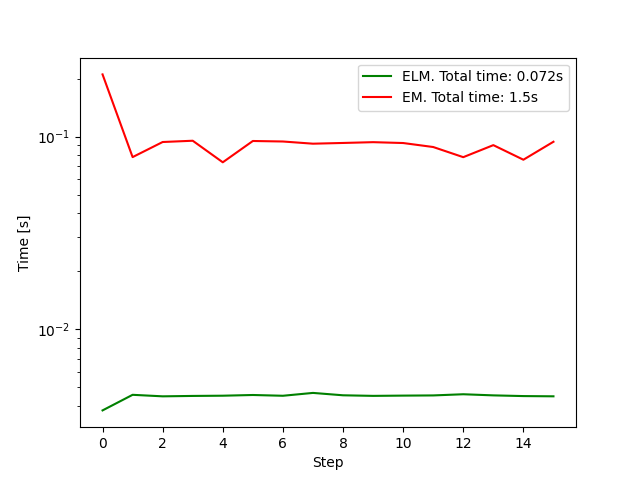 ELM. Total time: 0.072s
EM. Total time: 1.5s
Time [s]
10⁻¹
10⁻²
0 2 4 6 8 10 12 14
Step